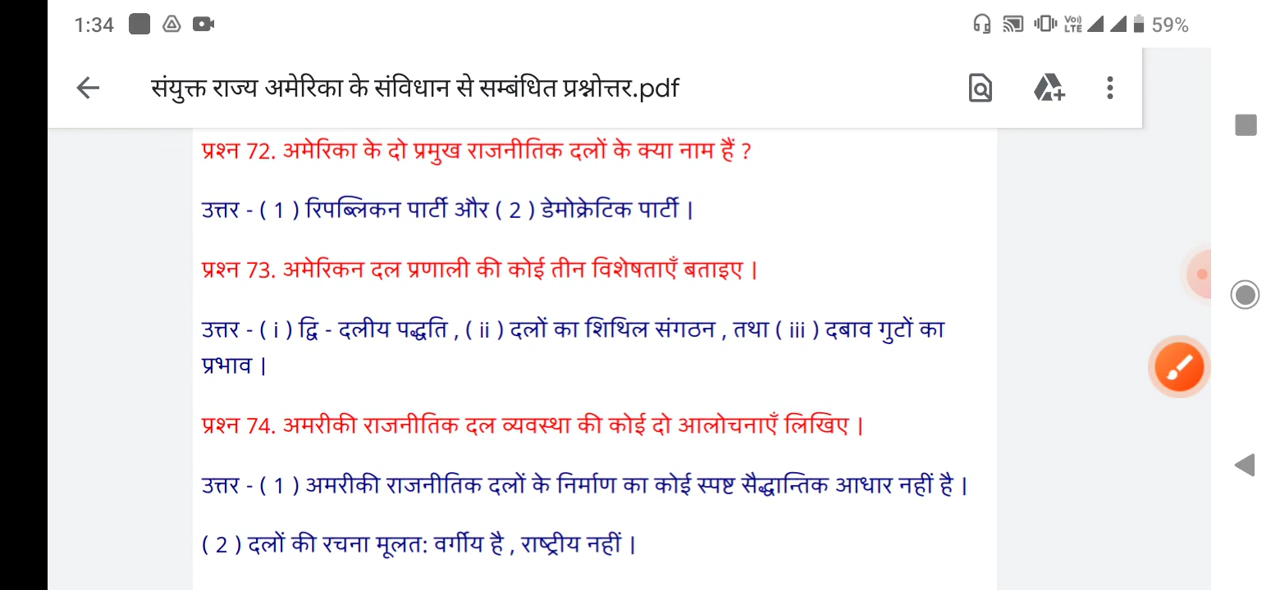 1:34
Vo) LTE 59%
संयुक्त राज्य अमेरिका के संविधान से सम्बंधित प्रश्नोत्तर.pdf
प्रश्न 72. अमेरिका के दो प्रमुख राजनीतिक दलों के क्या नाम हैं ?
उत्तर - ( 1 ) रिपब्लिकन पार्टी और ( 2 ) डेमोक्रेटिक पार्टी |
प्रश्न 73. अमेरिकन दल प्रणाली की कोई तीन विशेषताएँ बताइए |
उत्तर - ( i ) द्वि - दलीय पद्धति , ( ii ) दलों का शिथिल संगठन , तथा ( iii ) दबाव गुटों का
प्रभाव |
प्रश्न 74. अमरीकी राजनीतिक दल व्यवस्था की कोई दो आलोचनाएँ लिखिए |
उत्तर - ( 1 ) अमरीकी राजनीतिक दलों के निर्माण का कोई स्पष्ट सैद्धान्तिक आधार नहीं है |
( 2 ) दलों की रचना मूलत: वर्गीय है , राष्ट्रीय नहीं |